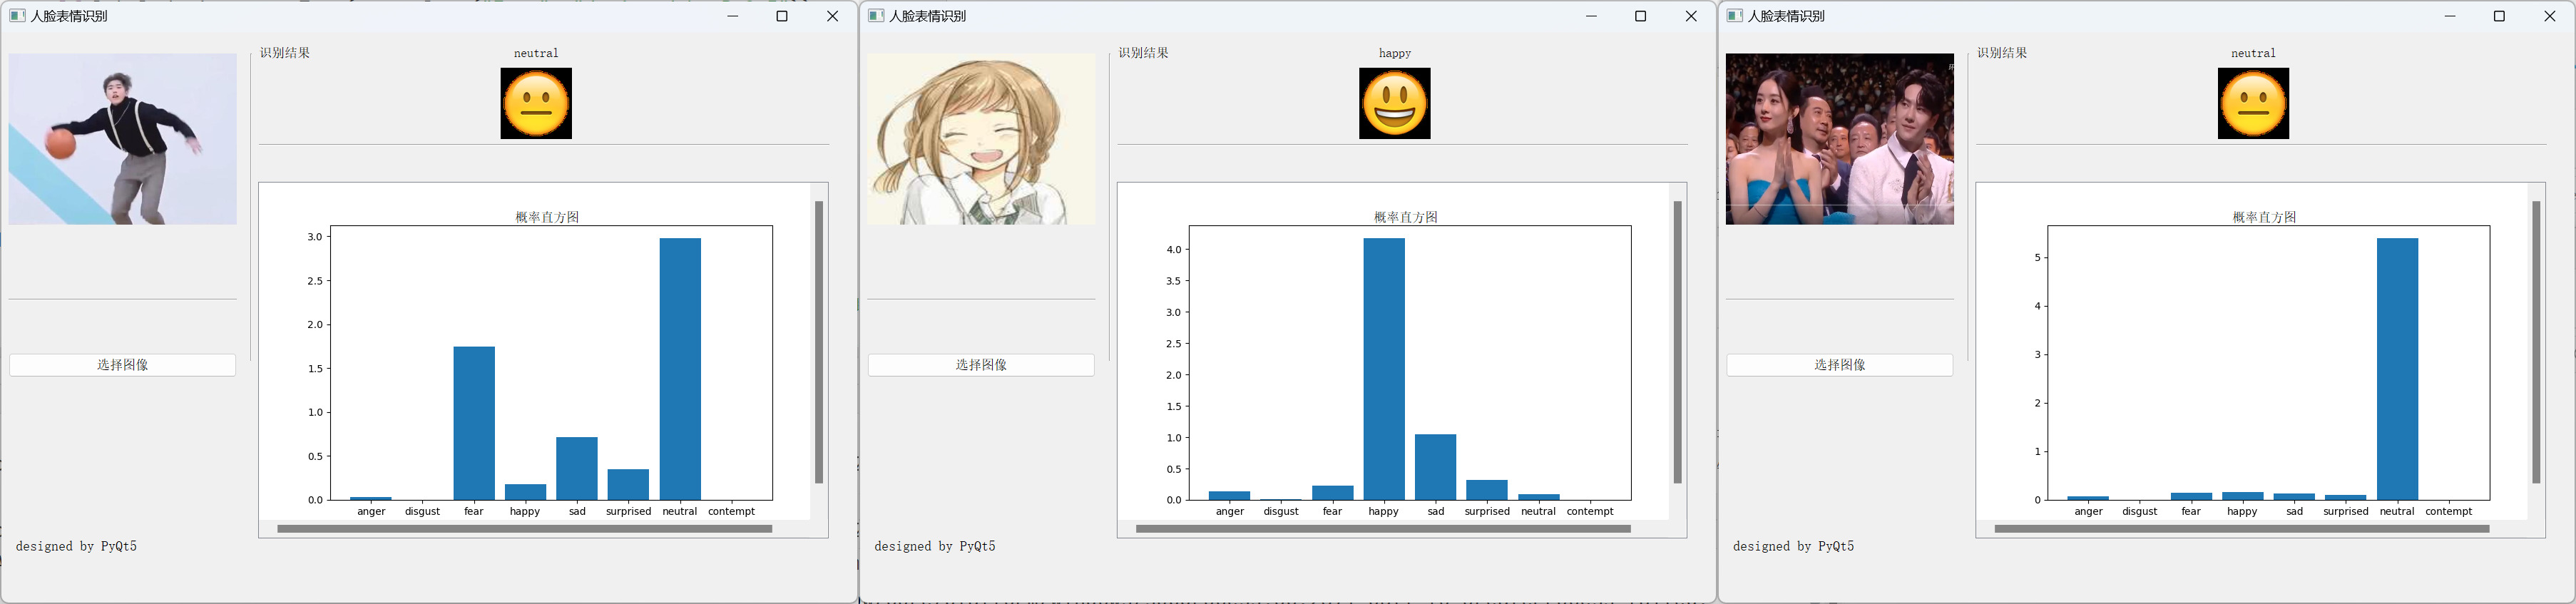 人脸表情识别
识别结果
neutral
概率直方图
3.0
2.5
2.0
1.5
1.0
0.5
0.0
anger disgust fear happy sad surprised neutral contempt
选择图像
designed by PyQt5
人脸表情识别
识别结果
happy
概率直方图
4.0
3.5
3.0
2.5
2.0
1.5
1.0
0.5
0.0
anger disgust fear happy sad surprised neutral contempt
选择图像
designed by PyQt5
人脸表情识别
识别结果
neutral
概率直方图
5
4
3
2
1
0
anger disgust fear happy sad surprised neutral contempt
选择图像
designed by PyQt5